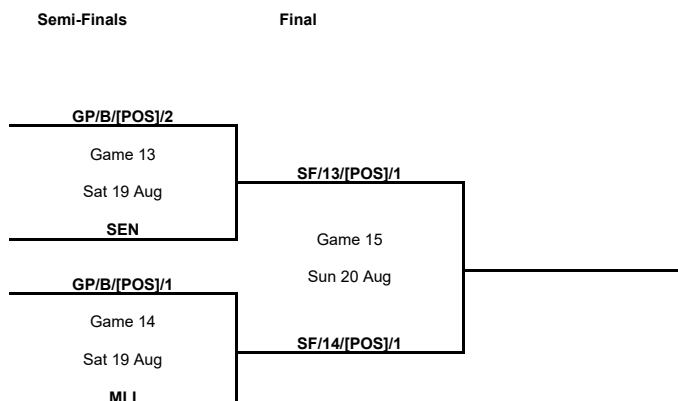 Semi-Finals Final
GP/B/[POS]/2
Game 13
Sat 19 Aug
SEN
SF/13/[POS]/1
Game 15
Sun 20 Aug
GP/B/[POS]/1
Game 14
Sat 19 Aug
SF/14/[POS]/1
MLI